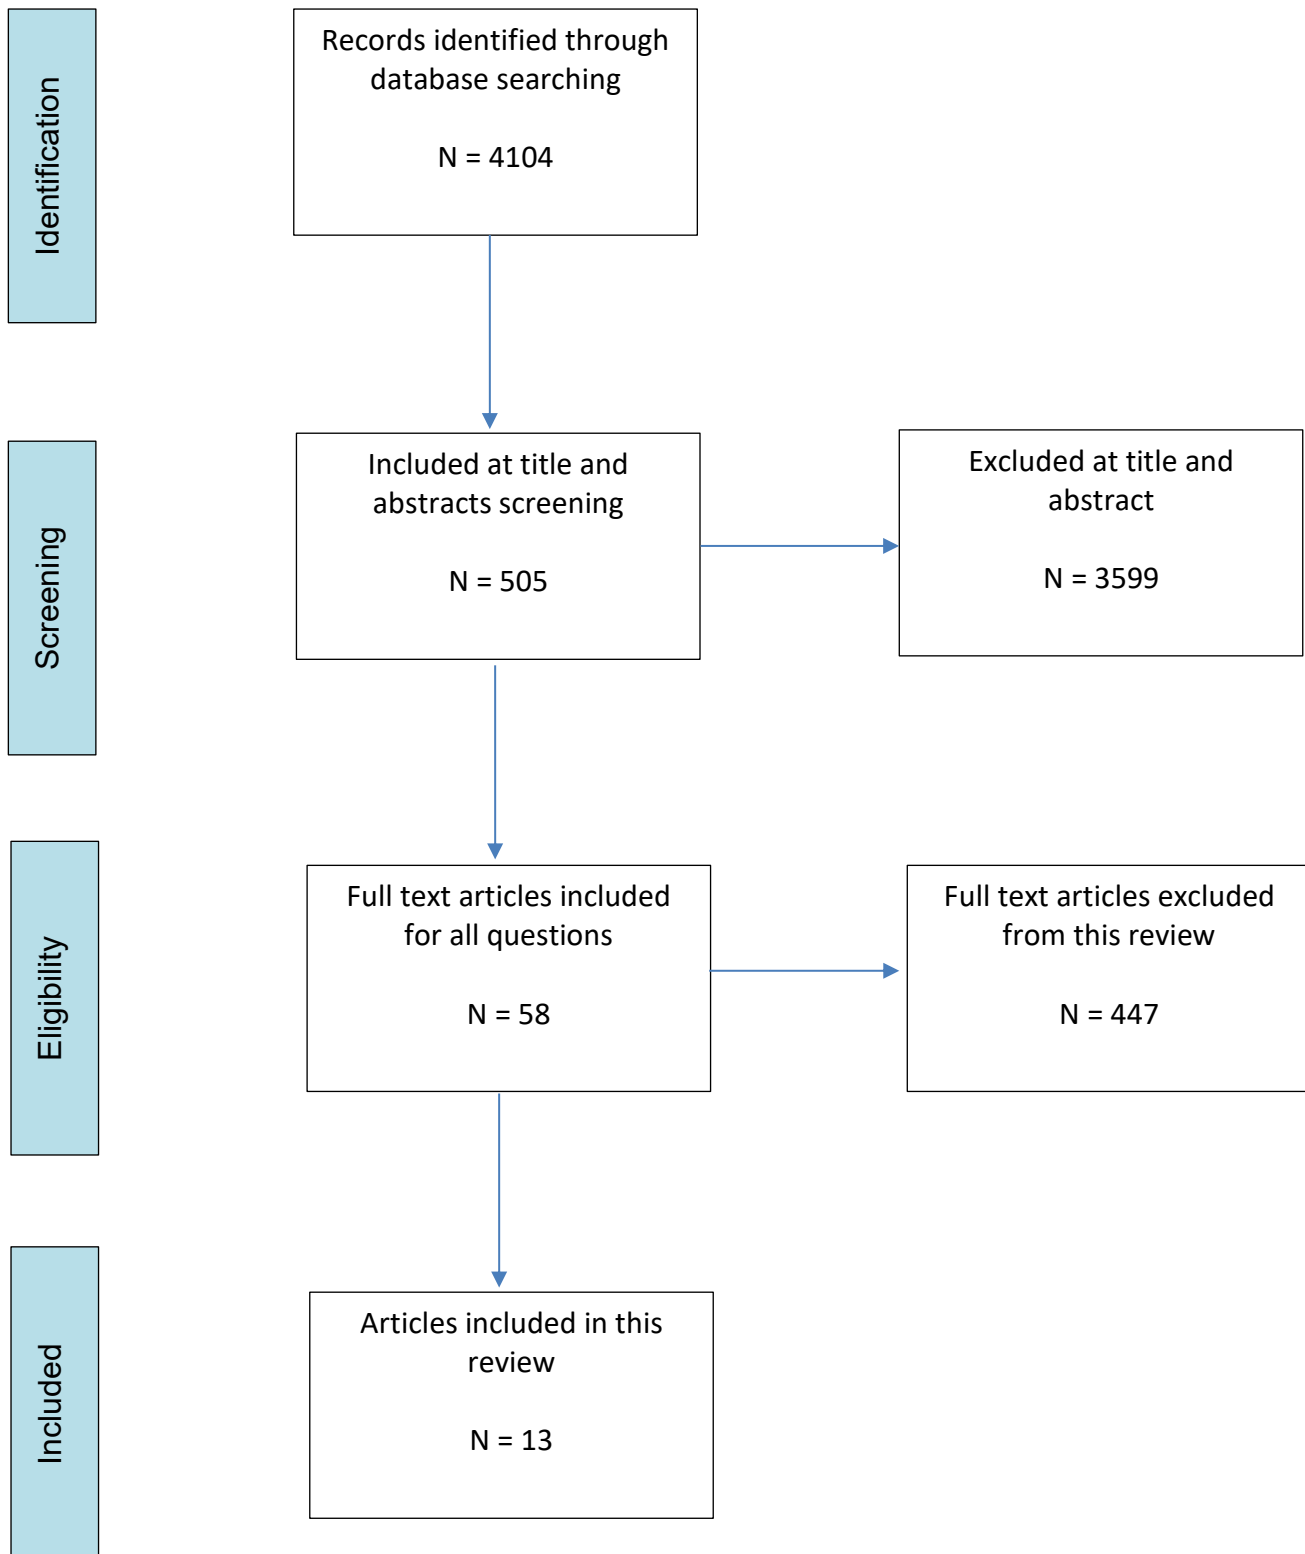 Identification
Records identified through
database searching
N = 4104
Screening
Included at title and
abstracts screening
N = 505
Excluded at title and
abstract
N = 3599
Eligibility
Full text articles included
for all questions
N = 58
Full text articles excluded
from this review
N = 447
Included
Articles included in this
review
N = 13